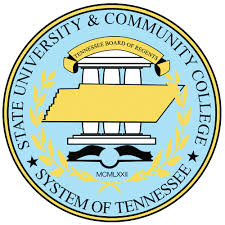 STATE UNIVERSITY & COMMUNITY COLLEGE
SYSTEM OF TENNESSEE
TENNESSEE BOARD OF REGENTS
MCMLXXII